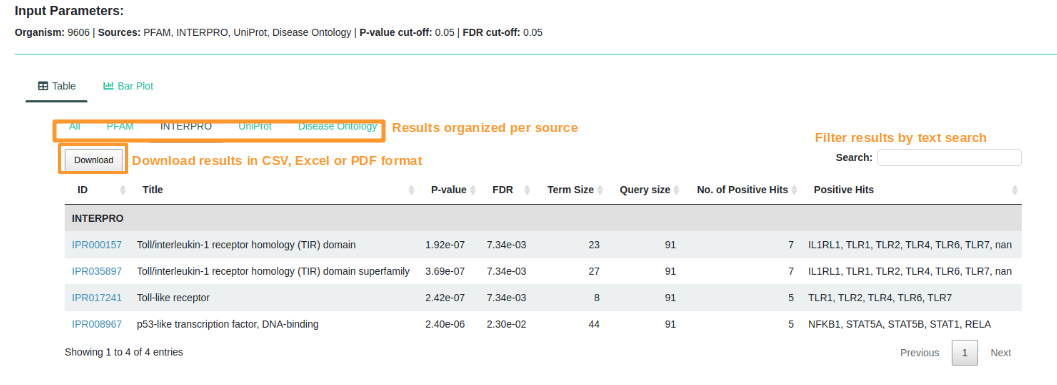 Input Parameters:
Organism: 9606 | Sources: PFAM, INTERPRO, UniProt, Disease Ontology | P-value cut-off: 0.05 | FDR cut-off: 0.05
Table Bar Plot
All PFAM INTERPRO UniProt Disease Ontology Results organized per source
Filter results by text search
Download Download results in CSV, Excel or PDF format Search:
ID Title P-value FDR Term Size Query size No. of Positive Hits Positive Hits
INTERPRO
IPR000157 Toll/interleukin-1 receptor homology (TIR) domain 1.92e-07 7.34e-03 23 91 7 IL1RL1, TLR1, TLR2, TLR4, TLR6, TLR7, nan
IPR035897 Toll/interleukin-1 receptor homology (TIR) domain superfamily 3.69e-07 7.34e-03 27 91 7 IL1RL1, TLR1, TLR2, TLR4, TLR6, TLR7, nan
IPR017241 Toll-like receptor 2.42e-07 7.34e-03 8 91 5 TLR1, TLR2, TLR4, TLR6, TLR7
IPR008967 p53-like transcription factor, DNA-binding 2.40e-06 2.30e-02 44 91 5 NFKB1, STAT5A, STAT5B, STAT1, RELA
Showing 1 to 4 of 4 entries Previous 1 Next